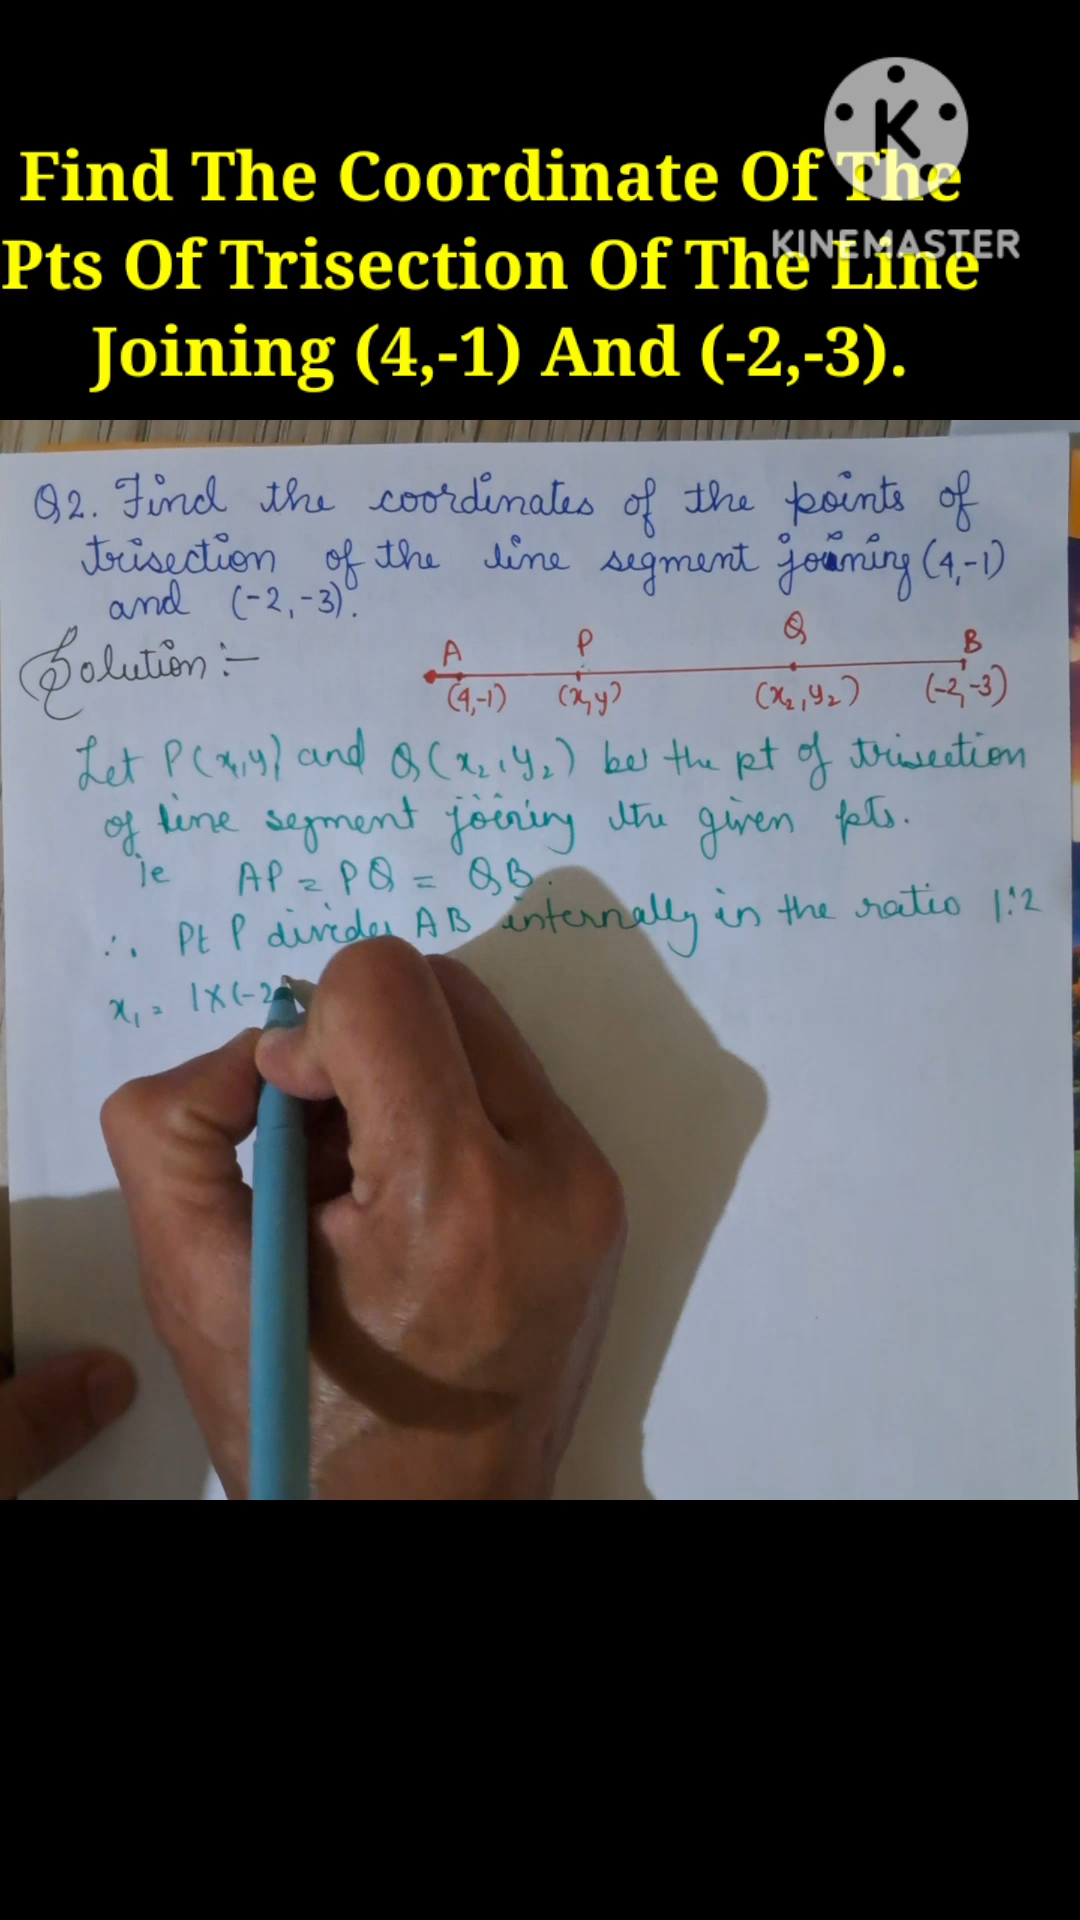 K
KINEMASTER
Find The Coordinate Of The
Pts Of Trisection Of The Line
Joining (4,-1) And (-2,-3).
Q2. Find the coordinates of the points of
trisection of the line segment joining (4,-1)
and (-2,-3).
Solution :-
A P Q B
(4,-1) (x,y) (x₂,y₂) (-2,-3)
Let P(x,y) and Q(x₂,y₂) be the pt of trisection
of line segment joining the given pts.
ie AP = PQ = QB.
∴ Pt P divides AB internally in the ratio 1:2
x₁ = 1×(-2